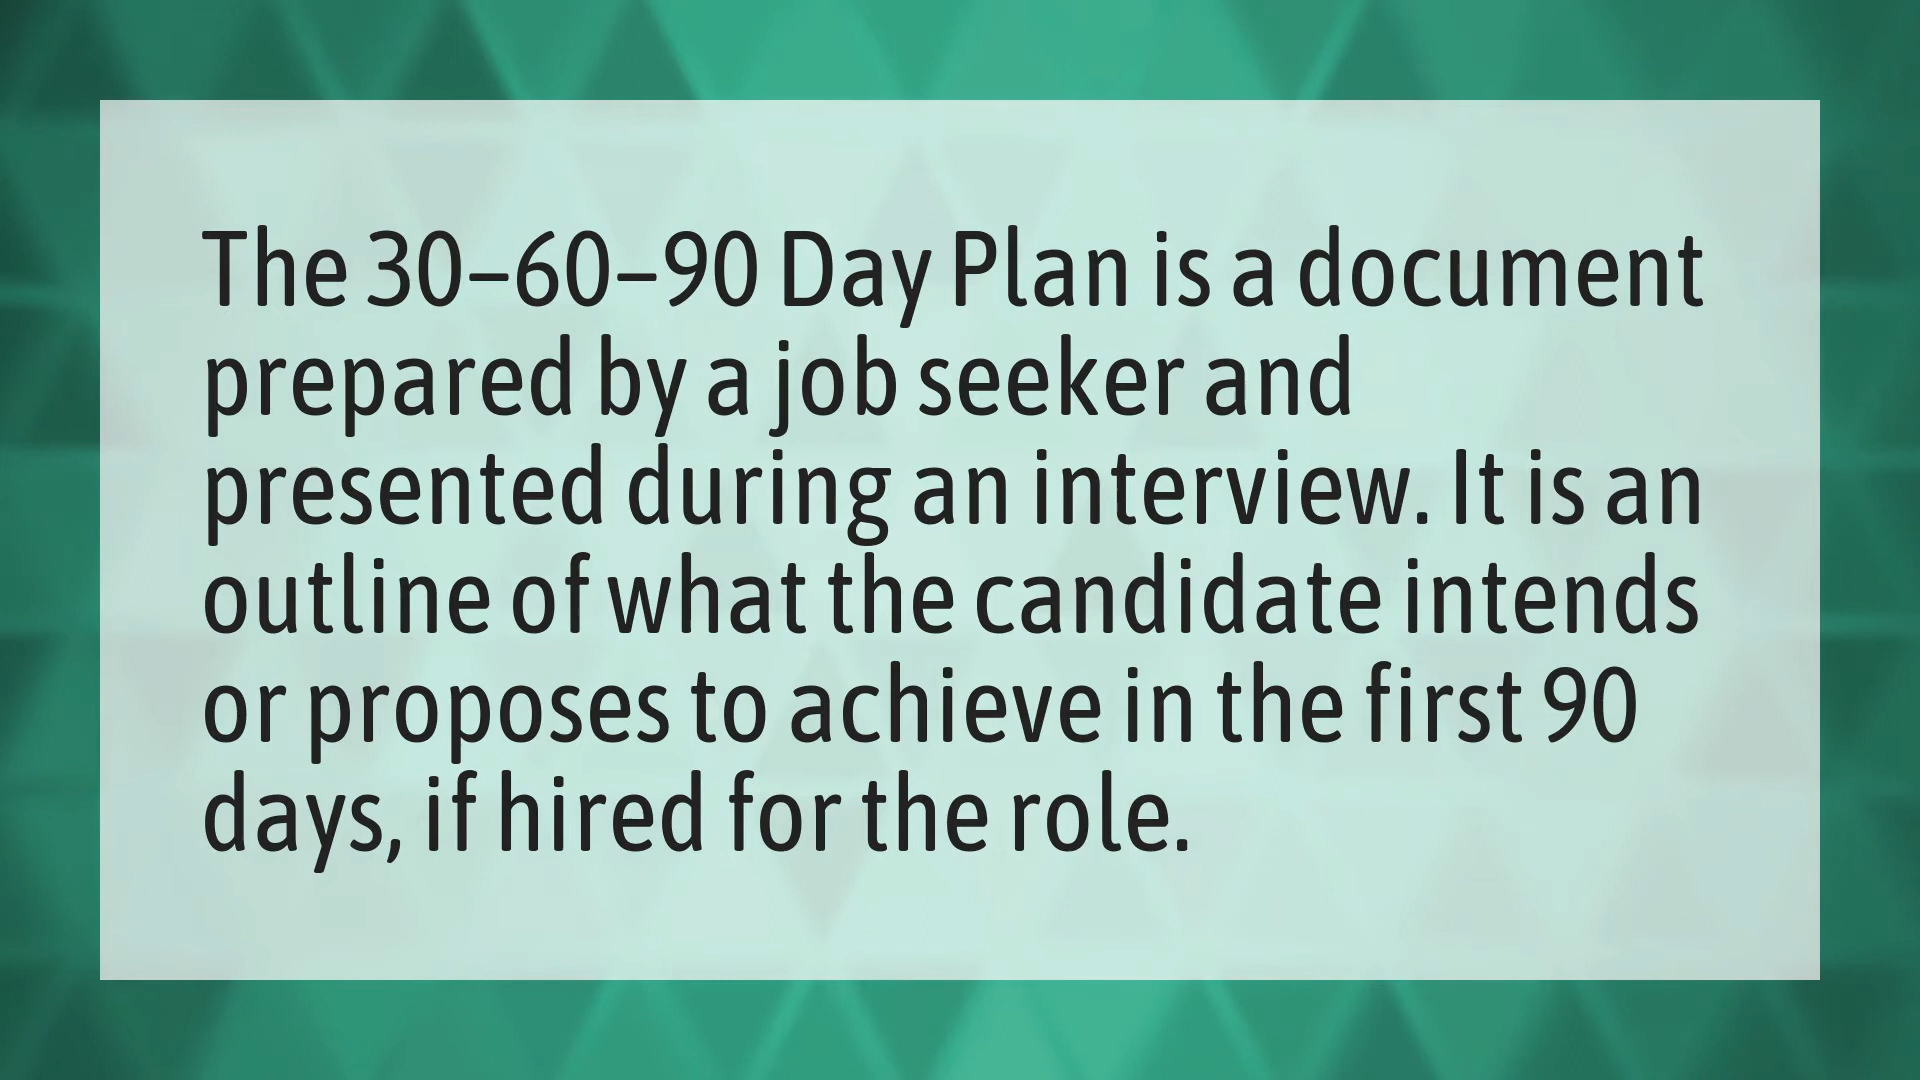 The 30–60–90 Day Plan is a document
prepared by a job seeker and
presented during an interview. It is an
outline of what the candidate intends
or proposes to achieve in the first 90
days, if hired for the role.